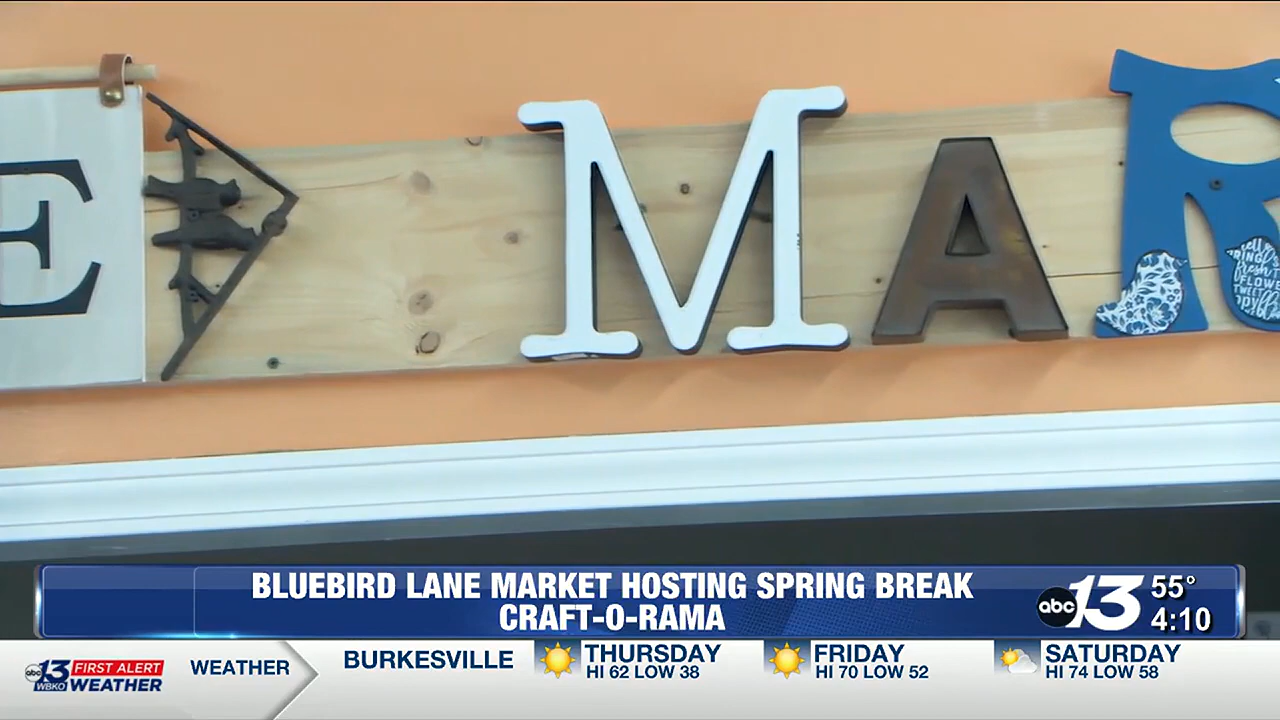 E MAR
BLUEBIRD LANE MARKET HOSTING SPRING BREAK
CRAFT-O-RAMA
abc 13
55°
4:10
abc 13 WBKO FIRST ALERT WEATHER
WEATHER
BURKESVILLE
THURSDAY
HI 62 LOW 38
FRIDAY
HI 70 LOW 52
SATURDAY
HI 74 LOW 58